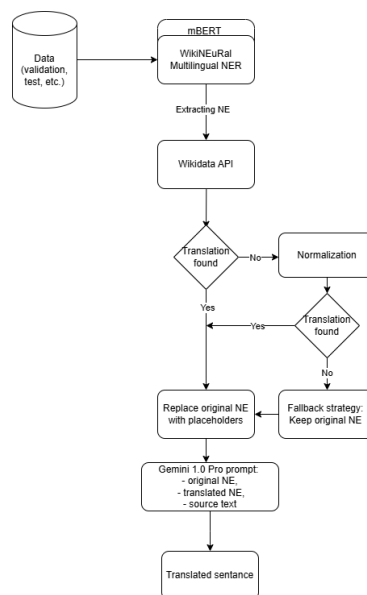 Data
(validation,
test, etc.)
mBERT
WikiNEuRal
Multilingual NER
Extracting NE
Wikidata API
Translation
found
No
Normalization
Yes
Translation
found
Yes
No
Replace original NE
with placeholders
Fallback strategy:
Keep original NE
Gemini 1.0 Pro prompt:
- original NE,
- translated NE,
- source text
Translated sentance